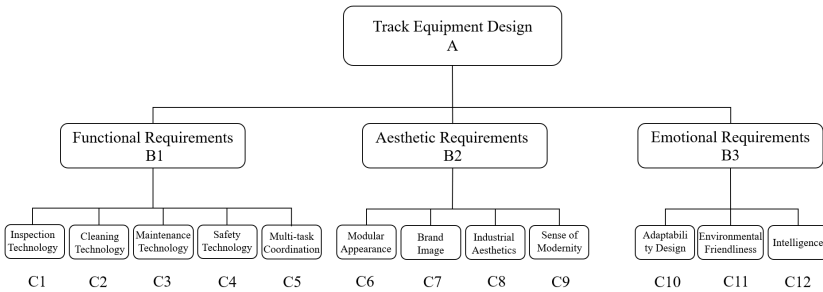 Track Equipment Design
A
Functional Requirements
B1
Aesthetic Requirements
B2
Emotional Requirements
B3
Inspection
Technology
Cleaning
Technology
Maintenance
Technology
Safety
Technology
Multi-task
Coordination
Modular
Appearance
Brand
Image
Industrial
Aesthetics
Sense of
Modernity
Adaptabili
ty Design
Environmental
Friendliness
Intelligence
C1
C2
C3
C4
C5
C6
C7
C8
C9
C10
C11
C12